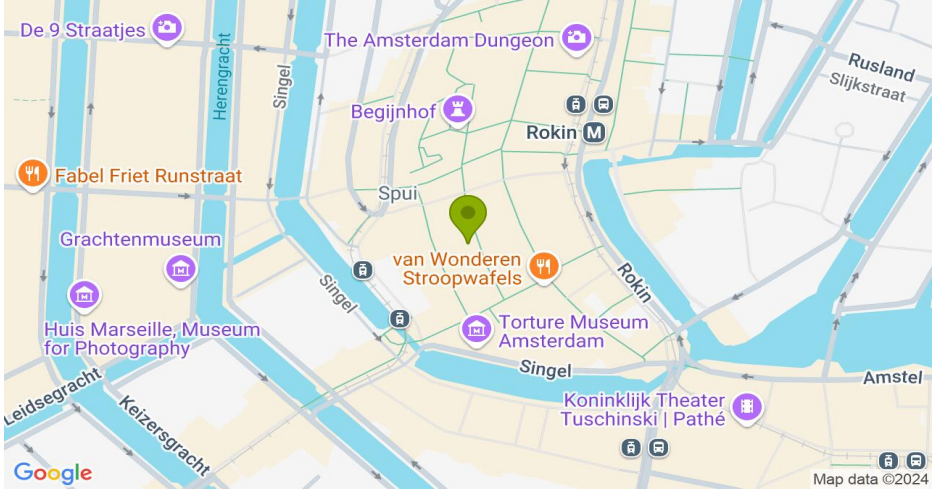 De 9 Straatjes
Herengracht
Singel
The Amsterdam Dungeon
Rusland
Slijkstraat
Begijnhof
Rokin M
Fabel Friet Runstraat
Spui
Grachtenmuseum
van Wonderen
Stroopwafels
Rokin
Singel
Huis Marseille, Museum
for Photography
Torture Museum
Amsterdam
Singel
Amstel
Leidsegracht
Keizersgracht
Koninklijk Theater
Tuschinski | Pathé
Google
Map data ©2024